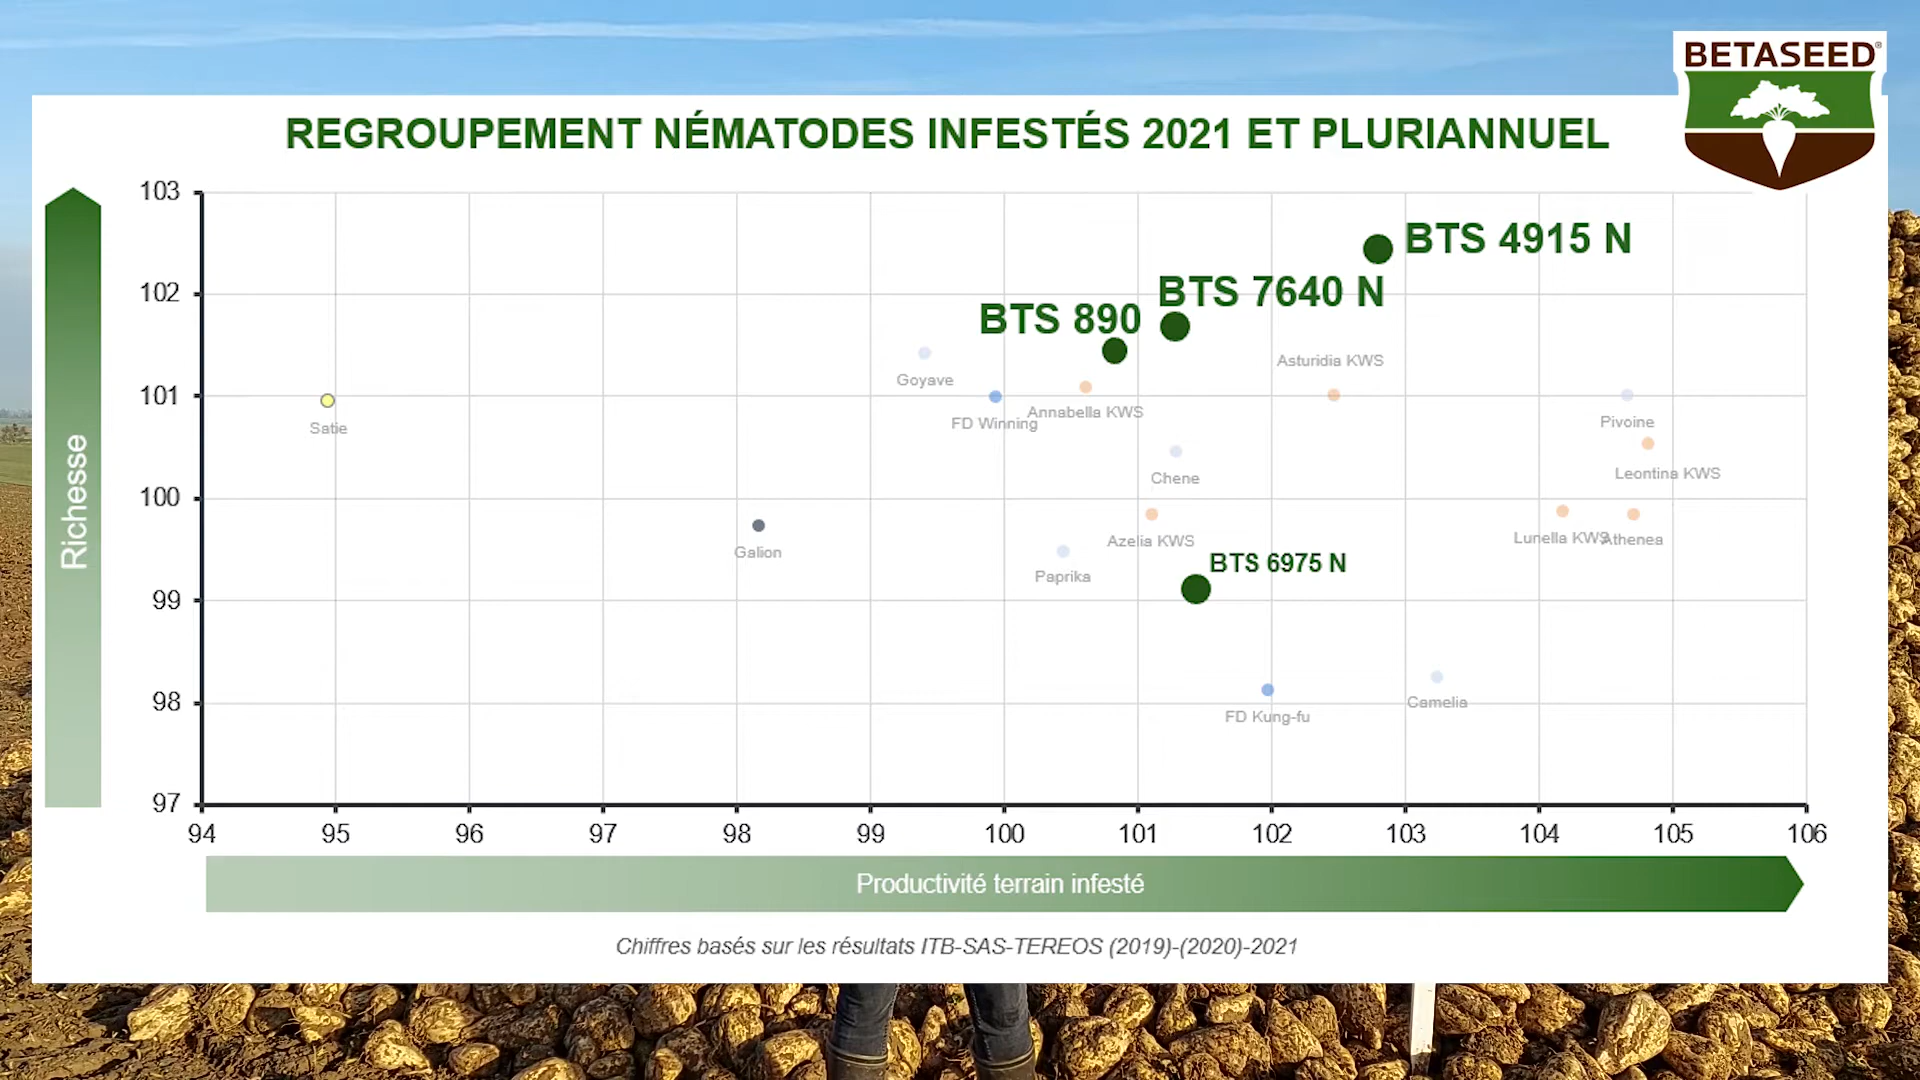 BETASEED®
REGROUPEMENT NÉMATODES INFESTÉS 2021 ET PLURIANNUEL
Richesse
103
102
101
100
99
98
97
BTS 4915 N
BTS 7640 N
BTS 890
Asturidia KWS
Goyave
Annabella KWS
FD Winning
Pivoine
Satie
Leontina KWS
Chene
Lunella KWS
Athenea
Azelia KWS
Galion
BTS 6975 N
Paprika
Camelia
FD Kung-fu
94 95 96 97 98 99 100 101 102 103 104 105 106
Productivité terrain infesté
Chiffres basés sur les résultats ITB-SAS-TEREOS (2019)-(2020)-2021